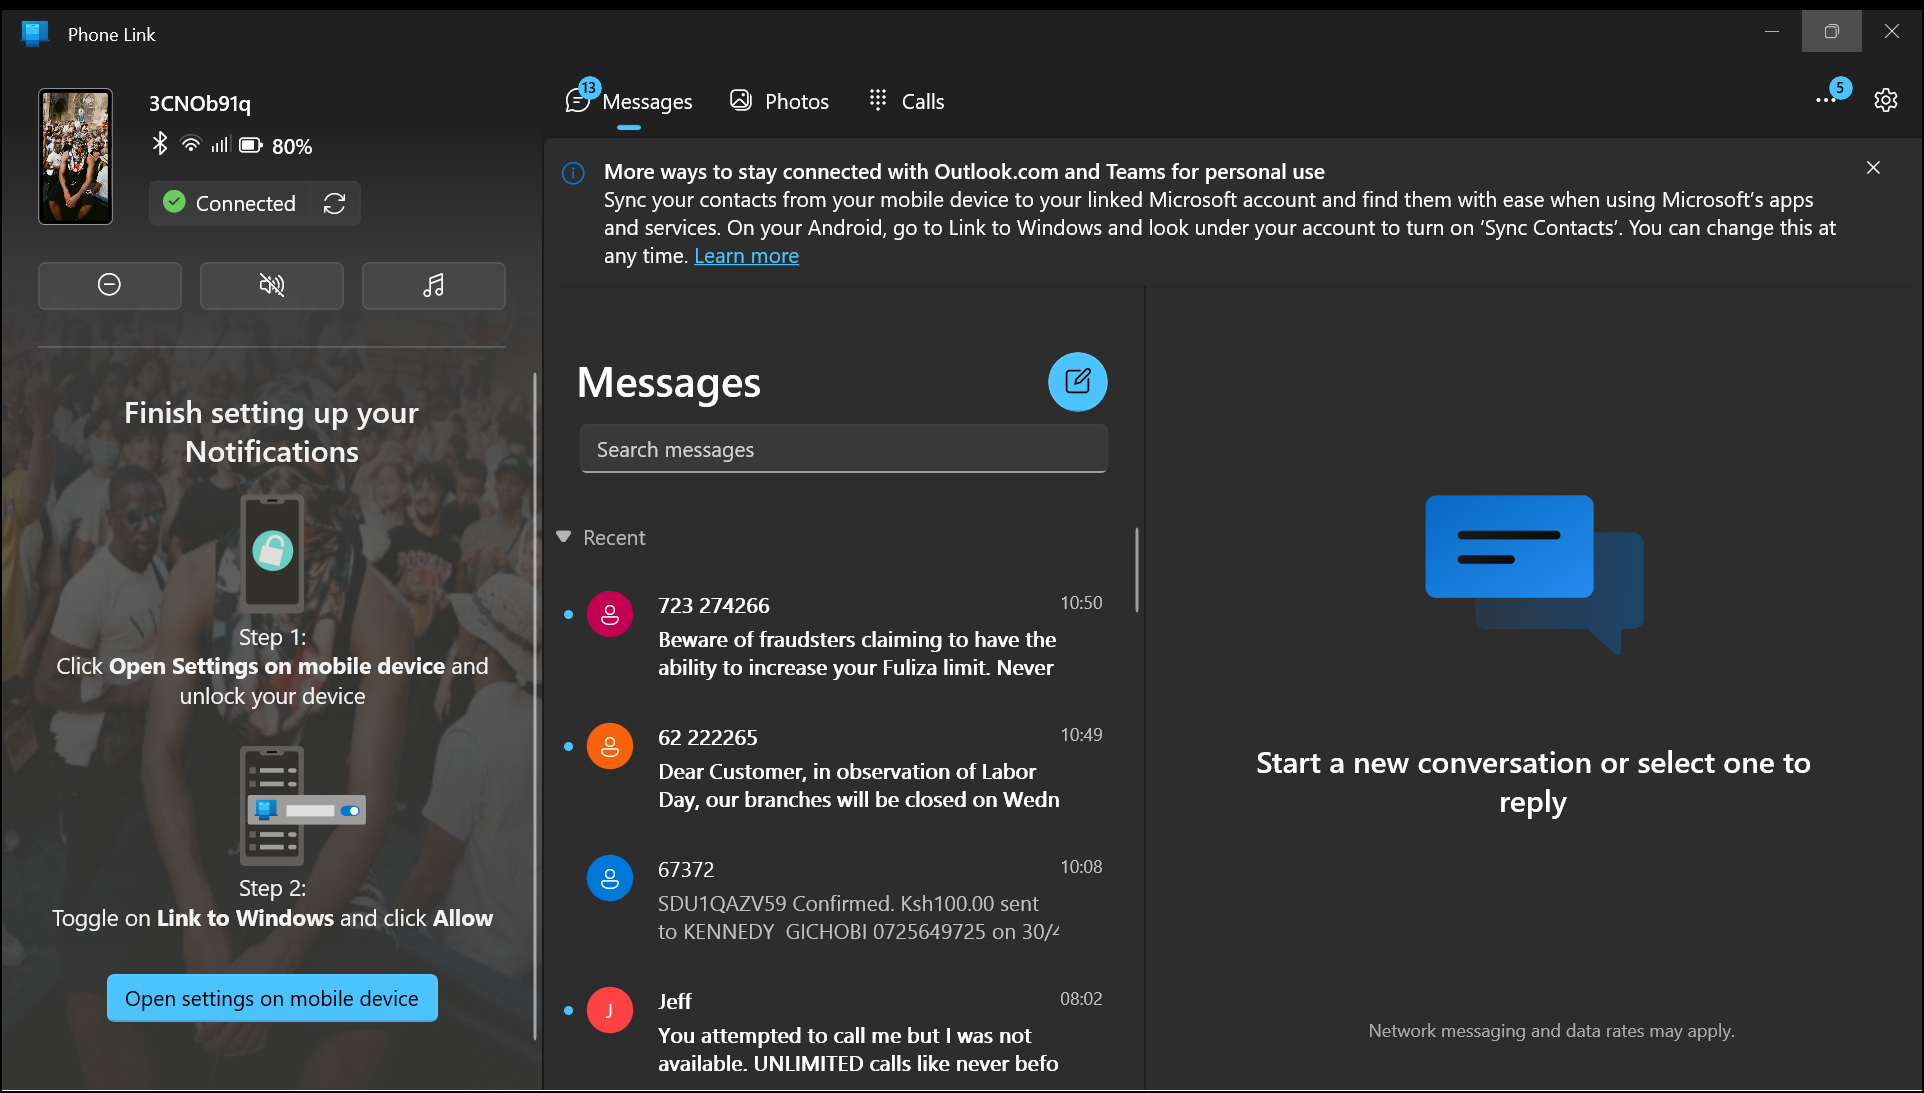 Phone Link
3CNOb91q
80%
Connected
Finish setting up your
Notifications
Step 1:
Click Open Settings on mobile device and
unlock your device
Step 2:
Toggle on Link to Windows and click Allow
Open settings on mobile device
13
Messages
Photos
Calls
5
More ways to stay connected with Outlook.com and Teams for personal use
Sync your contacts from your mobile device to your linked Microsoft account and find them with ease when using Microsoft’s apps
and services. On your Android, go to Link to Windows and look under your account to turn on ‘Sync Contacts’. You can change this at
any time. Learn more
Messages
Search messages
Recent
723 274266
10:50
Beware of fraudsters claiming to have the
ability to increase your Fuliza limit. Never
62 222265
10:49
Dear Customer, in observation of Labor
Day, our branches will be closed on Wedn
67372
10:08
SDU1QAZV59 Confirmed. Ksh100.00 sent
to KENNEDY  GICHOBI 0725649725 on 30/4
J
Jeff
08:02
You attempted to call me but I was not
available. UNLIMITED calls like never befo
Start a new conversation or select one to
reply
Network messaging and data rates may apply.